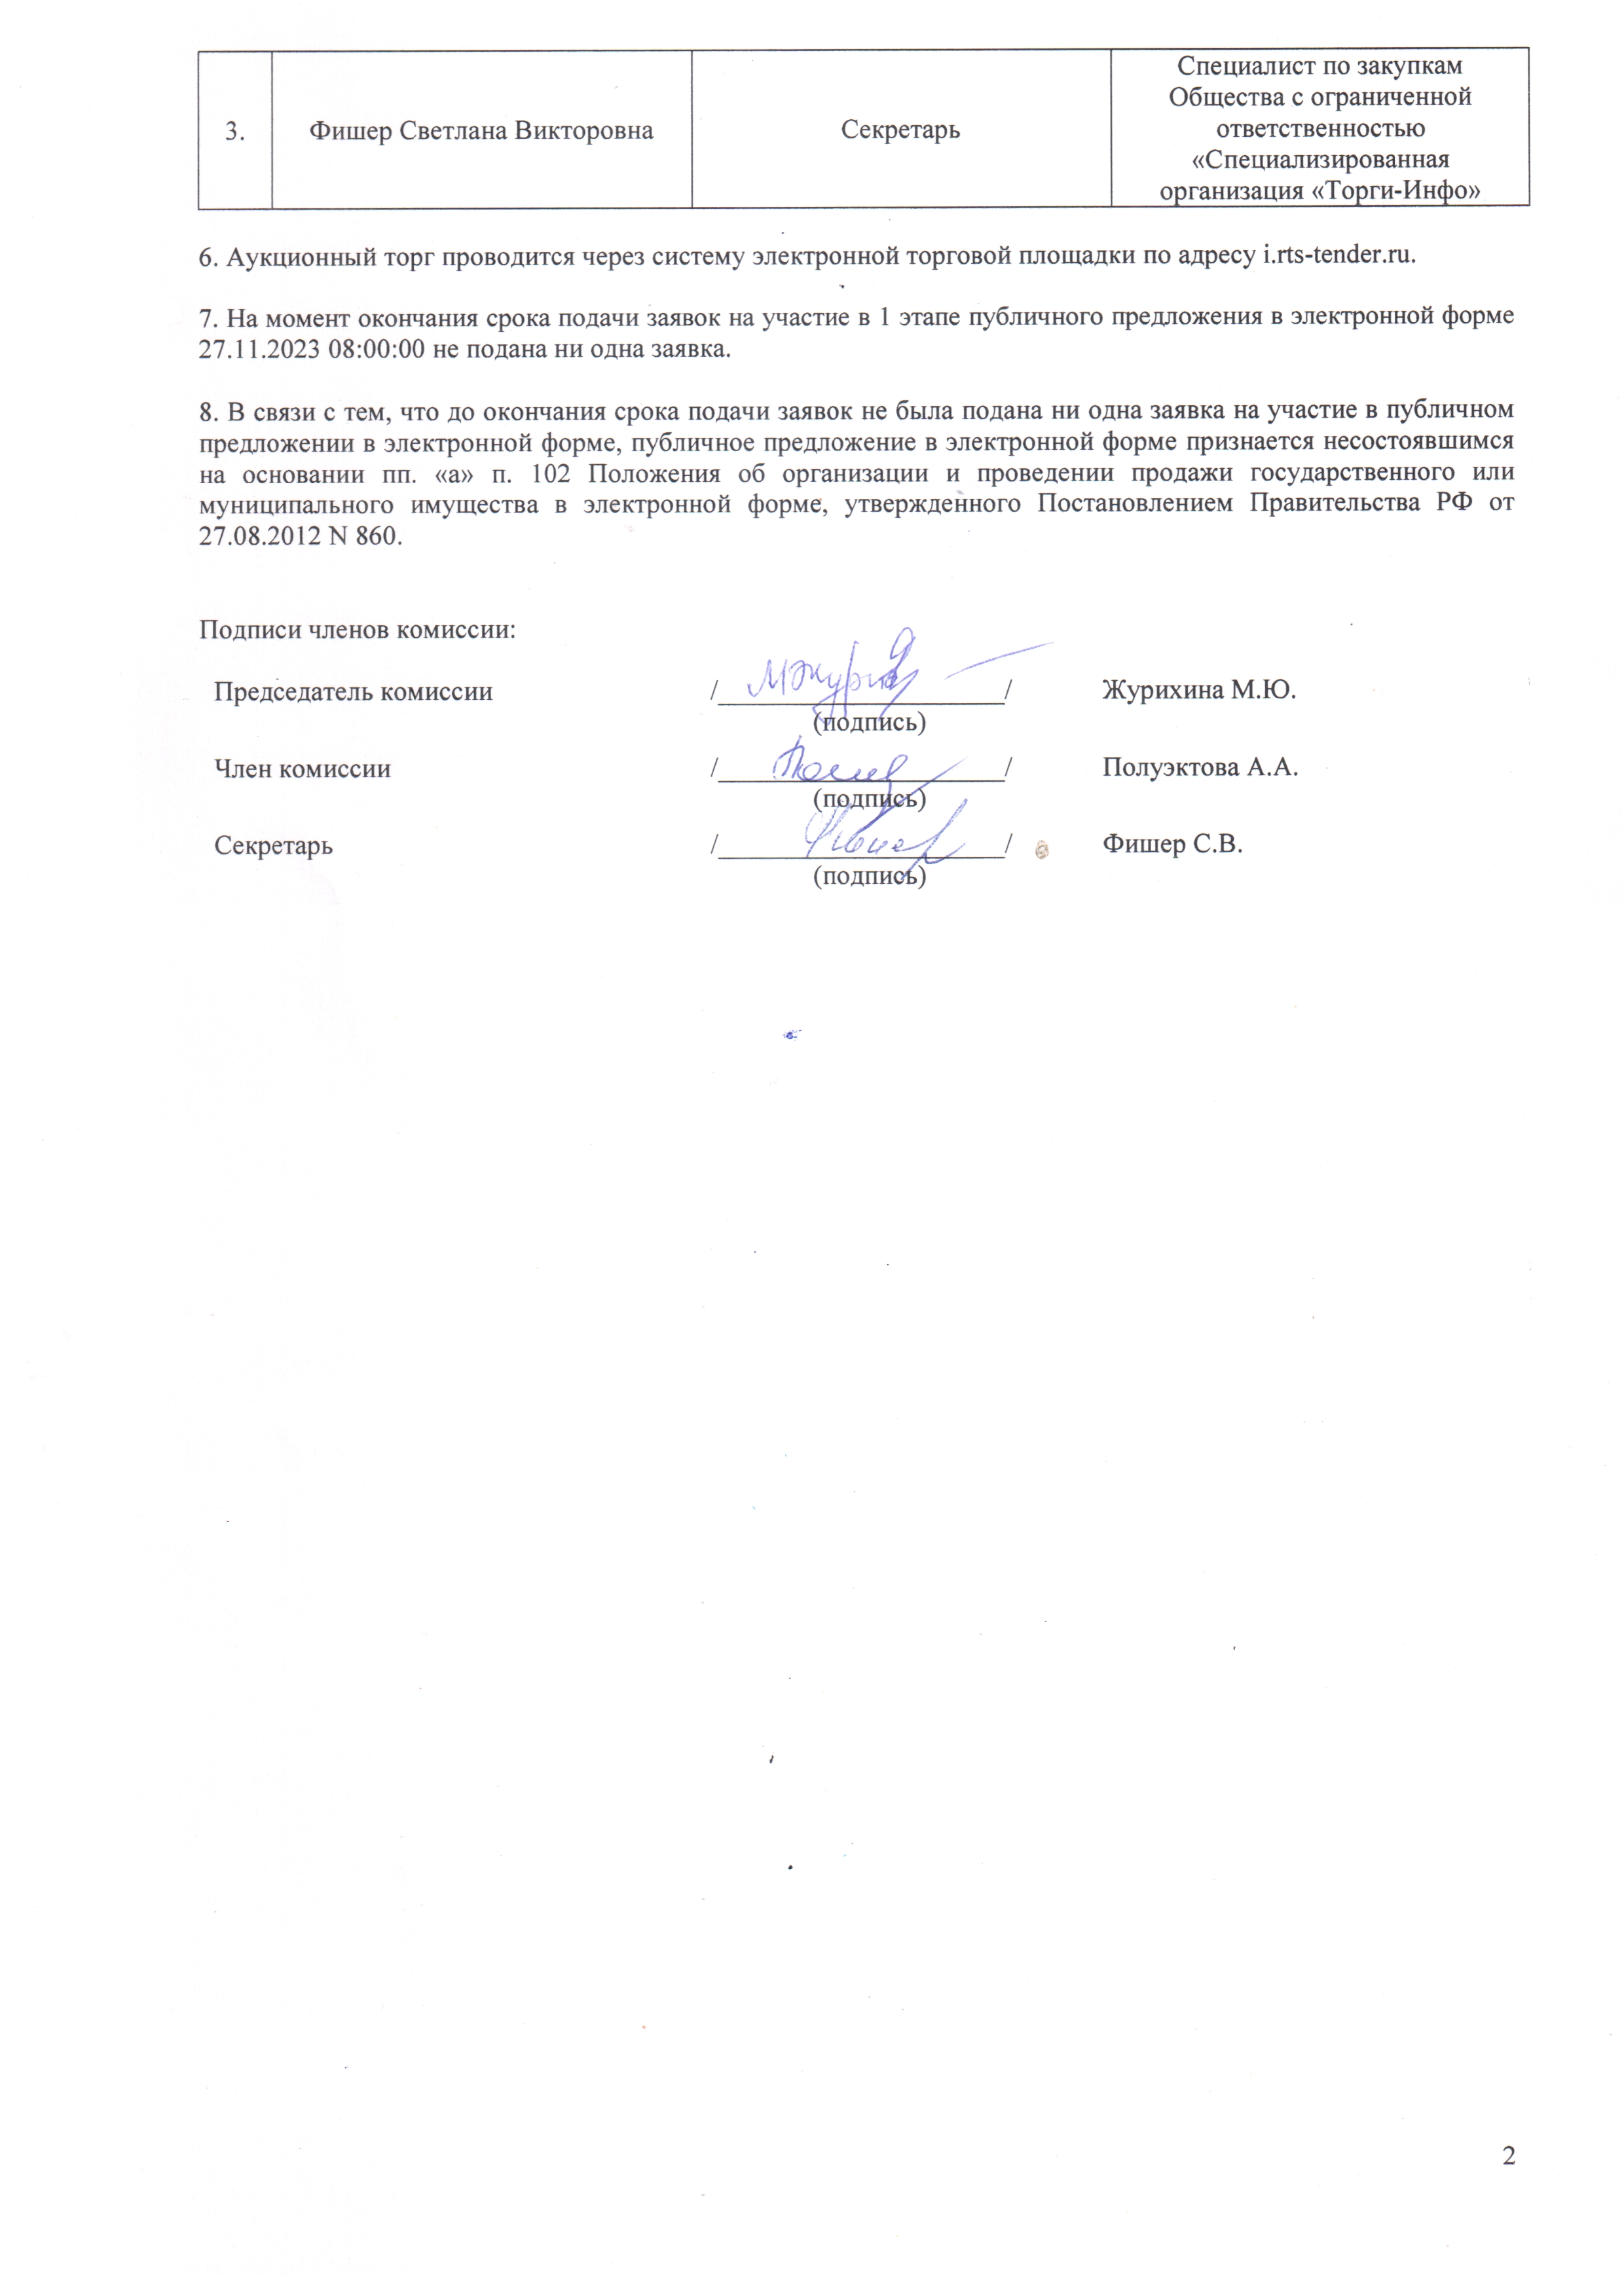 3.
Фишер Светлана Викторовна
Секретарь
Специалист по закупкам
Общества с ограниченной
ответственностью
«Специализированная
организация «Торги-Инфо»
6. Аукционный торг проводится через систему электронной торговой площадки по адресу i.rts-tender.ru.
7. На момент окончания срока подачи заявок на участие в 1 этапе публичного предложения в электронной форме
27.11.2023 08:00:00 не подана ни одна заявка.
8. В связи с тем, что до окончания срока подачи заявок не была подана ни одна заявка на участие в публичном
предложении в электронной форме, публичное предложение в электронной форме признается несостоявшимся
на основании пп. «а» п. 102 Положения об организации и проведении продажи государственного или
муниципального имущества в электронной форме, утвержденного Постановлением Правительства РФ от
27.08.2012 N 860.
Подписи членов комиссии:
Председатель комиссии /____________________/ Журихина М.Ю.
(подпись)
Член комиссии /____________________/ Полуэктова А.А.
(подпись)
Секретарь /____________________/ Фишер С.В.
(подпись)
2